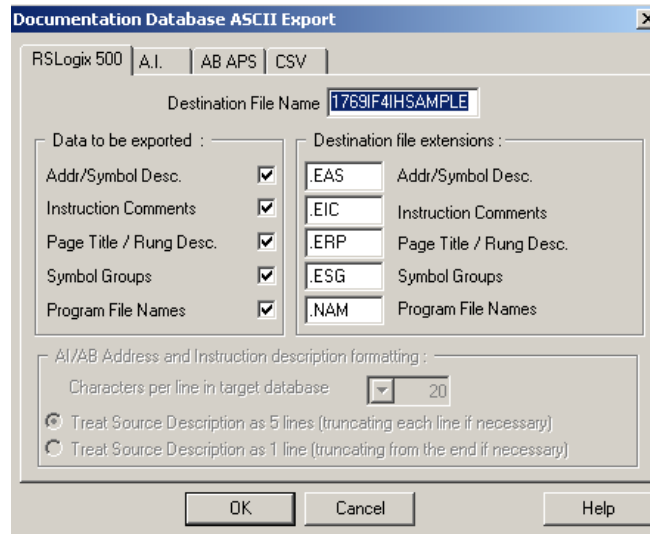 Documentation Database ASCII Export
RSLogix 500 A.I. AB APS CSV
Destination File Name 1769IF4IHSAMPLE
Data to be exported :
Addr/Symbol Desc.
Instruction Comments
Page Title / Rung Desc.
Symbol Groups
Program File Names
Destination file extensions :
.EAS Addr/Symbol Desc.
.EIC Instruction Comments
.ERP Page Title / Rung Desc.
.ESG Symbol Groups
.NAM Program File Names
AI/AB Address and Instruction description formatting :
Characters per line in target database 20
Treat Source Description as 5 lines (truncating each line if necessary)
Treat Source Description as 1 line (truncating from the end if necessary)
OK Cancel Help